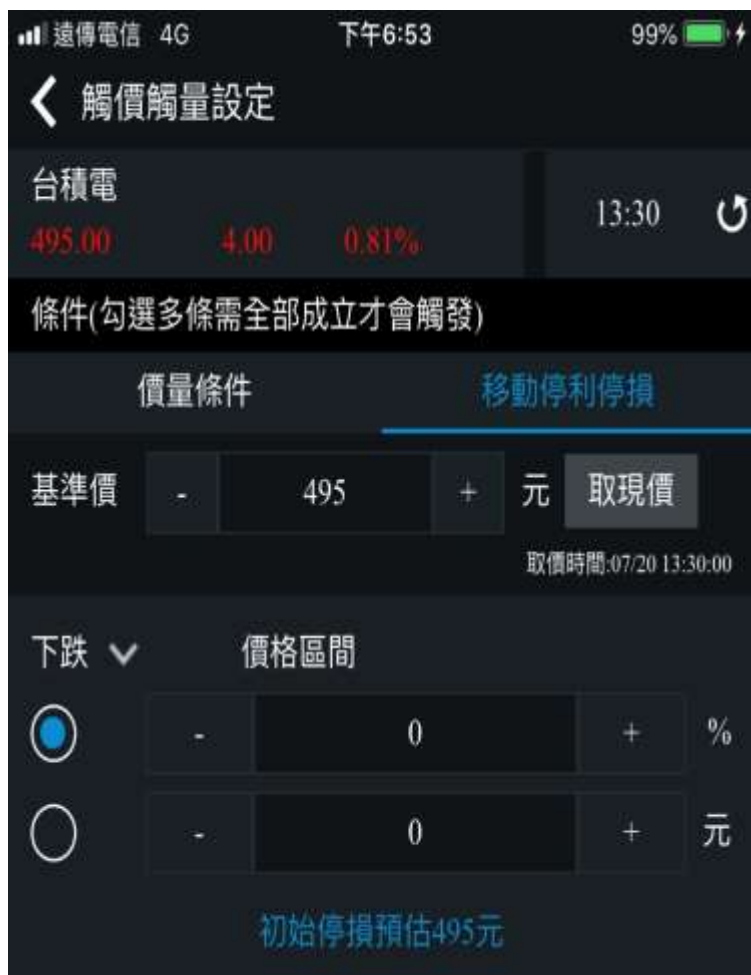 遠傳電信 4G 下午6:53 99%
觸價觸量設定
台積電
495.00 4.00 0.81%
13:30
條件(勾選多條需全部成立才會觸發)
價量條件 移動停利停損
基準價 - 495 + 元 取現價
取價時間:07/20 13:30:00
下跌 價格區間
- 0 + %
- 0 + 元
初始停損預估495元